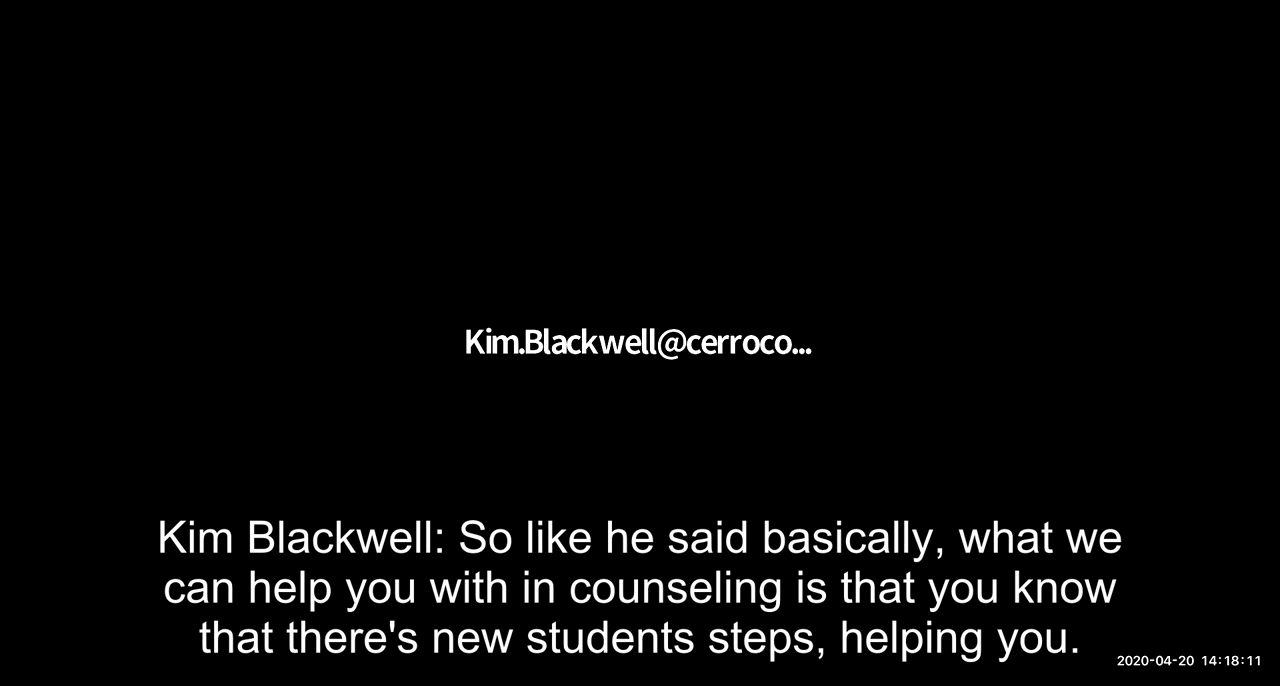 Kim.Blackwell@cerroco...
Kim Blackwell: So like he said basically, what we
can help you with in counseling is that you know
that there's new students steps, helping you.
2020-04-20 14:18:11